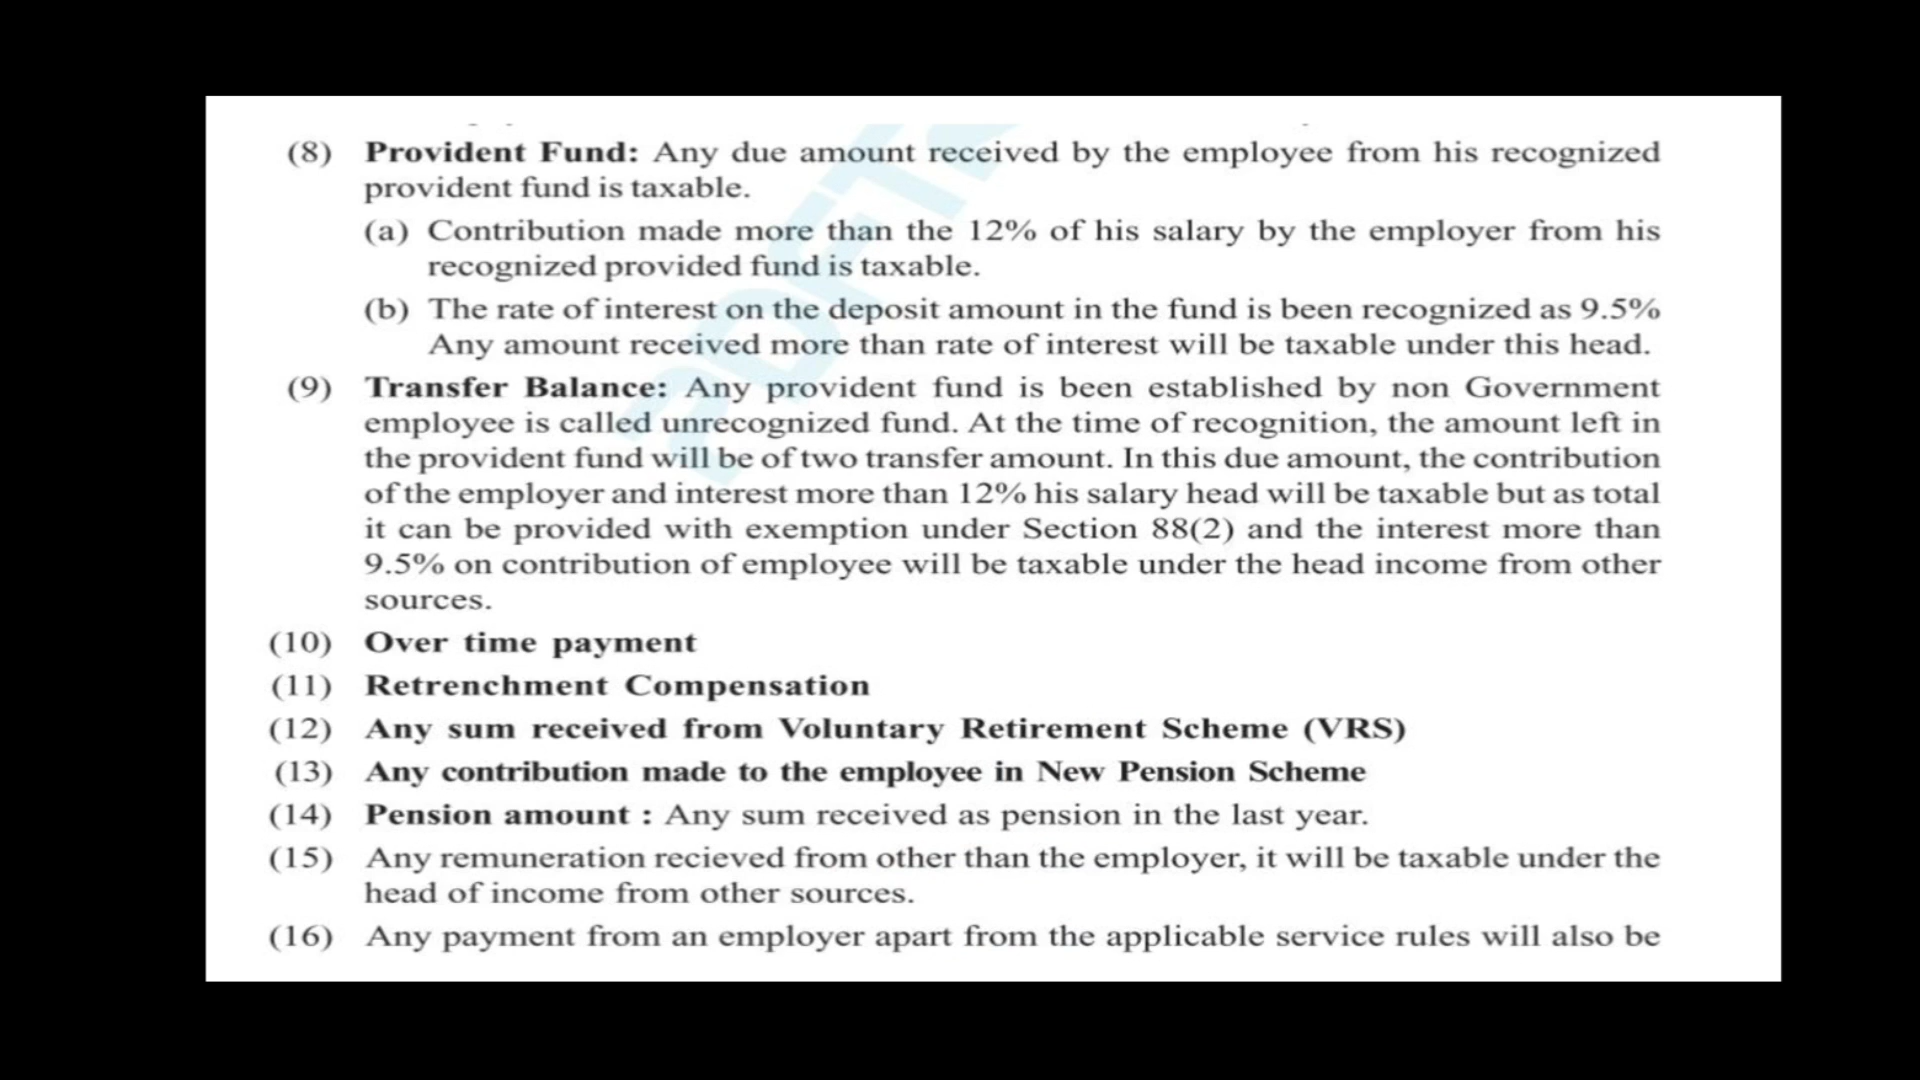 (8) Provident Fund: Any due amount received by the employee from his recognized
provident fund is taxable.
(a) Contribution made more than the 12% of his salary by the employer from his
recognized provided fund is taxable.
(b) The rate of interest on the deposit amount in the fund is been recognized as 9.5%
Any amount received more than rate of interest will be taxable under this head.
(9) Transfer Balance: Any provident fund is been established by non Government
employee is called unrecognized fund. At the time of recognition, the amount left in
the provident fund will be of two transfer amount. In this due amount, the contribution
of the employer and interest more than 12% his salary head will be taxable but as total
it can be provided with exemption under Section 88(2) and the interest more than
9.5% on contribution of employee will be taxable under the head income from other
sources.
(10) Over time payment
(11) Retrenchment Compensation
(12) Any sum received from Voluntary Retirement Scheme (VRS)
(13) Any contribution made to the employee in New Pension Scheme
(14) Pension amount : Any sum received as pension in the last year.
(15) Any remuneration recieved from other than the employer, it will be taxable under the
head of income from other sources.
(16) Any payment from an employer apart from the applicable service rules will also be